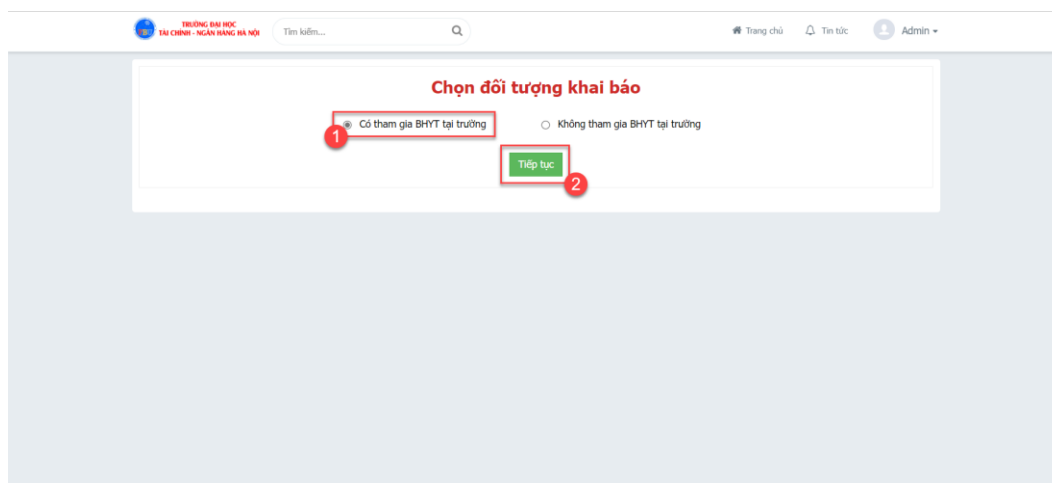 TRƯỜNG ĐẠI HỌC
TÀI CHÍNH - NGÂN HÀNG HÀ NỘI
Tìm kiếm...
Trang chủ
Tin tức
Admin
Chọn đối tượng khai báo
Có tham gia BHYT tại trường
Không tham gia BHYT tại trường
1
Tiếp tục
2